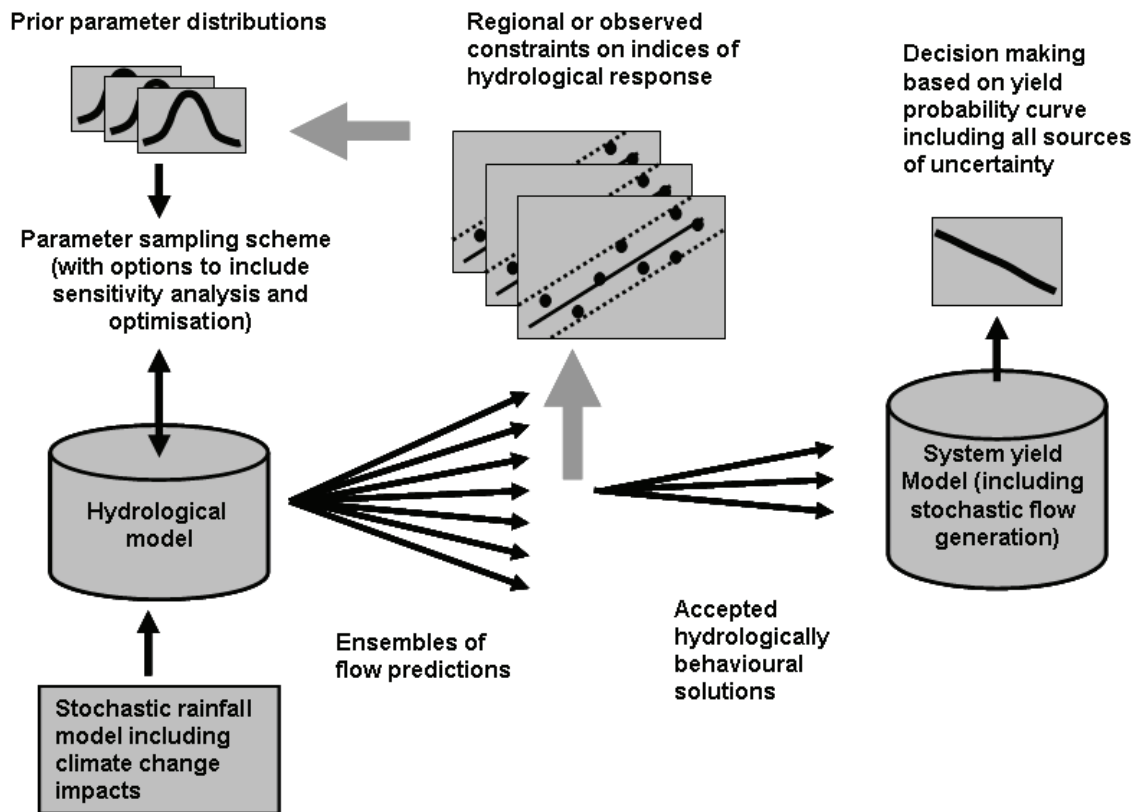 Prior parameter distributions
Regional or observed
constraints on indices of
hydrological response
Decision making
based on yield
probability curve
including all sources
of uncertainty
Parameter sampling scheme
(with options to include
sensitivity analysis and
optimisation)
Hydrological
model
System yield
Model (including
stochastic flow
generation)
Ensembles of
flow predictions
Accepted
hydrologically
behavioural
solutions
Stochastic rainfall
model including
climate change
impacts